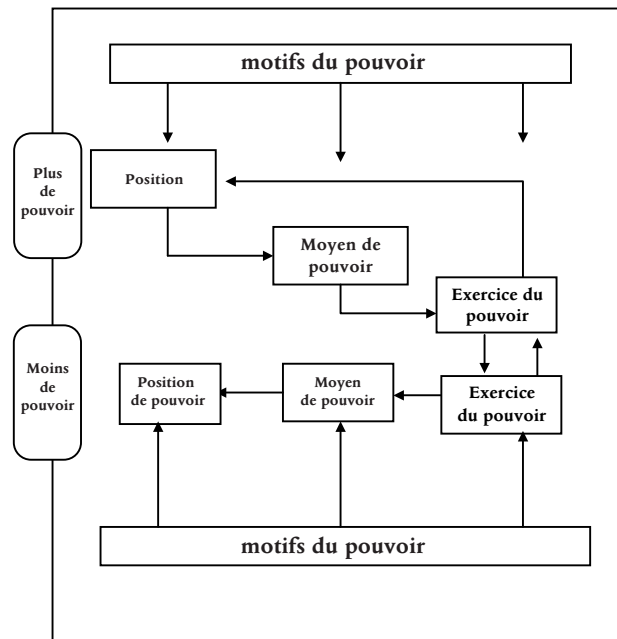 motifs du pouvoir
Plus
de
pouvoir
Position
Moyen de
pouvoir
Exercice du
pouvoir
Moins
de
pouvoir
Position
de pouvoir
Moyen
de pouvoir
Exercice
du pouvoir
motifs du pouvoir